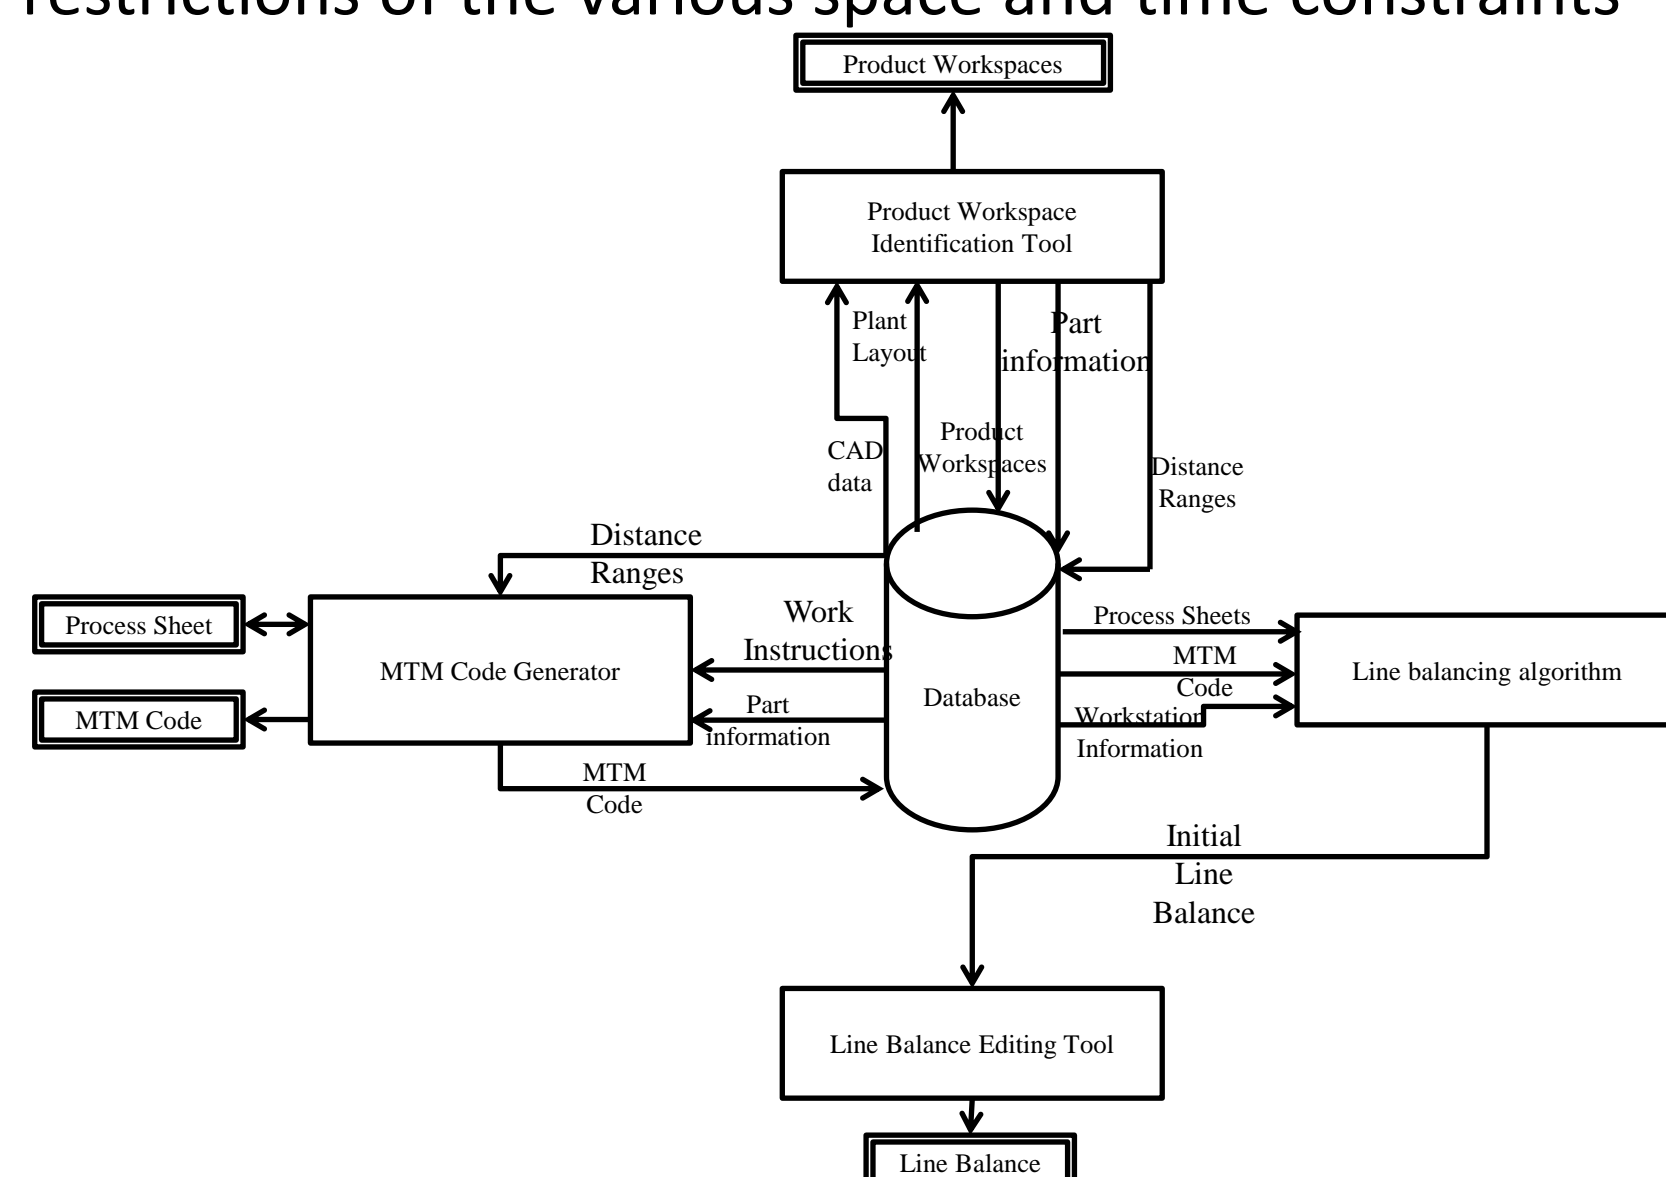 restrictions of the various space and time constraints
Product Workspaces
Product Workspace
Identification Tool
Plant
Layout
Part
information
CAD
data
Product
Workspaces
Distance
Ranges
Distance
Ranges
Process Sheet
MTM Code
MTM Code Generator
Work
Instructions
Part
information
MTM
Code
Database
Process Sheets
MTM
Code
Workstation
Information
Line balancing algorithm
Initial
Line
Balance
Line Balance Editing Tool
Line Balance